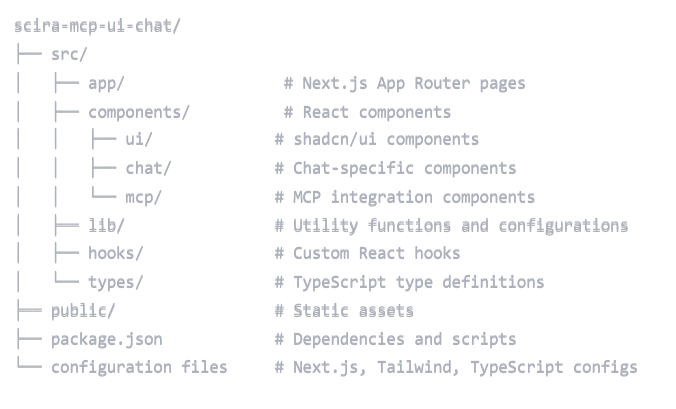 scira-mcp-ui-chat/
├── src/
│   ├── app/                 # Next.js App Router pages
│   ├── components/          # React components
│   │   ├── ui/             # shadcn/ui components
│   │   ├── chat/           # Chat-specific components
│   │   └── mcp/            # MCP integration components
│   ├── lib/                # Utility functions and configurations
│   ├── hooks/              # Custom React hooks
│   └── types/              # TypeScript type definitions
├── public/                 # Static assets
├── package.json            # Dependencies and scripts
└── configuration files     # Next.js, Tailwind, TypeScript configs